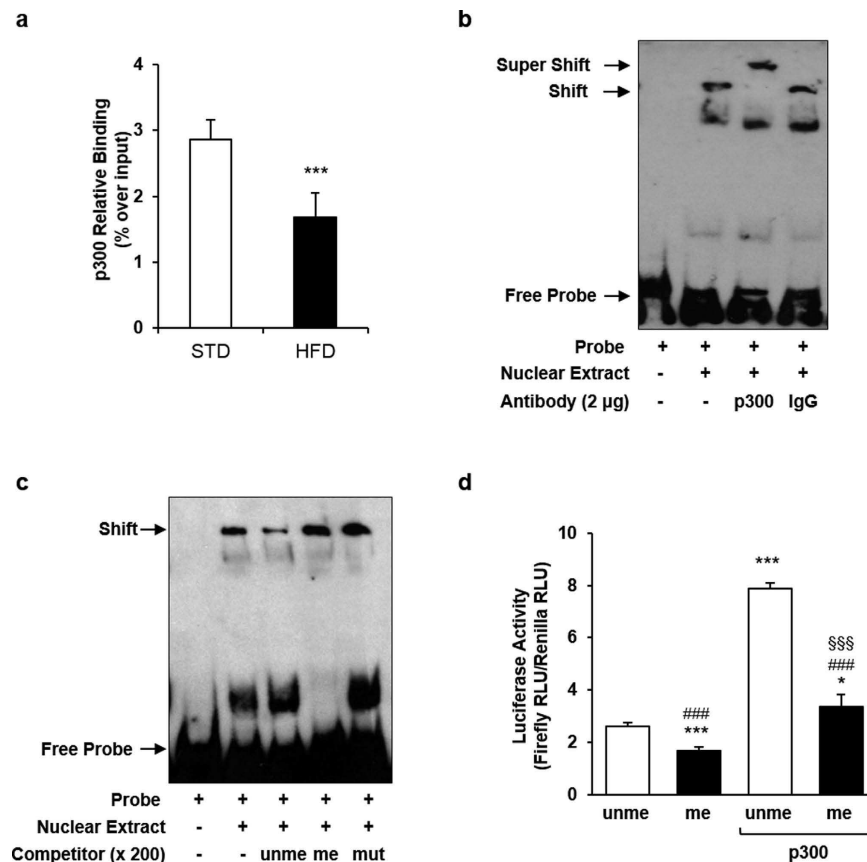 a
p300 Relative Binding
(% over input)
4
3
2
1
0
***
STD HFD
b
Super Shift
Shift
Free Probe
Probe + + + +
Nuclear Extract - + + +
Antibody (2 µg) - - p300 IgG
c
Shift
Free Probe
Probe + + + + +
Nuclear Extract - + + + +
Competitor (x 200) - - unme me mut
d
Luciferase Activity
(Firefly RLU/Renilla RLU)
10
8
6
4
2
0
###
***
***
§§§
###
*
unme me unme me
p300